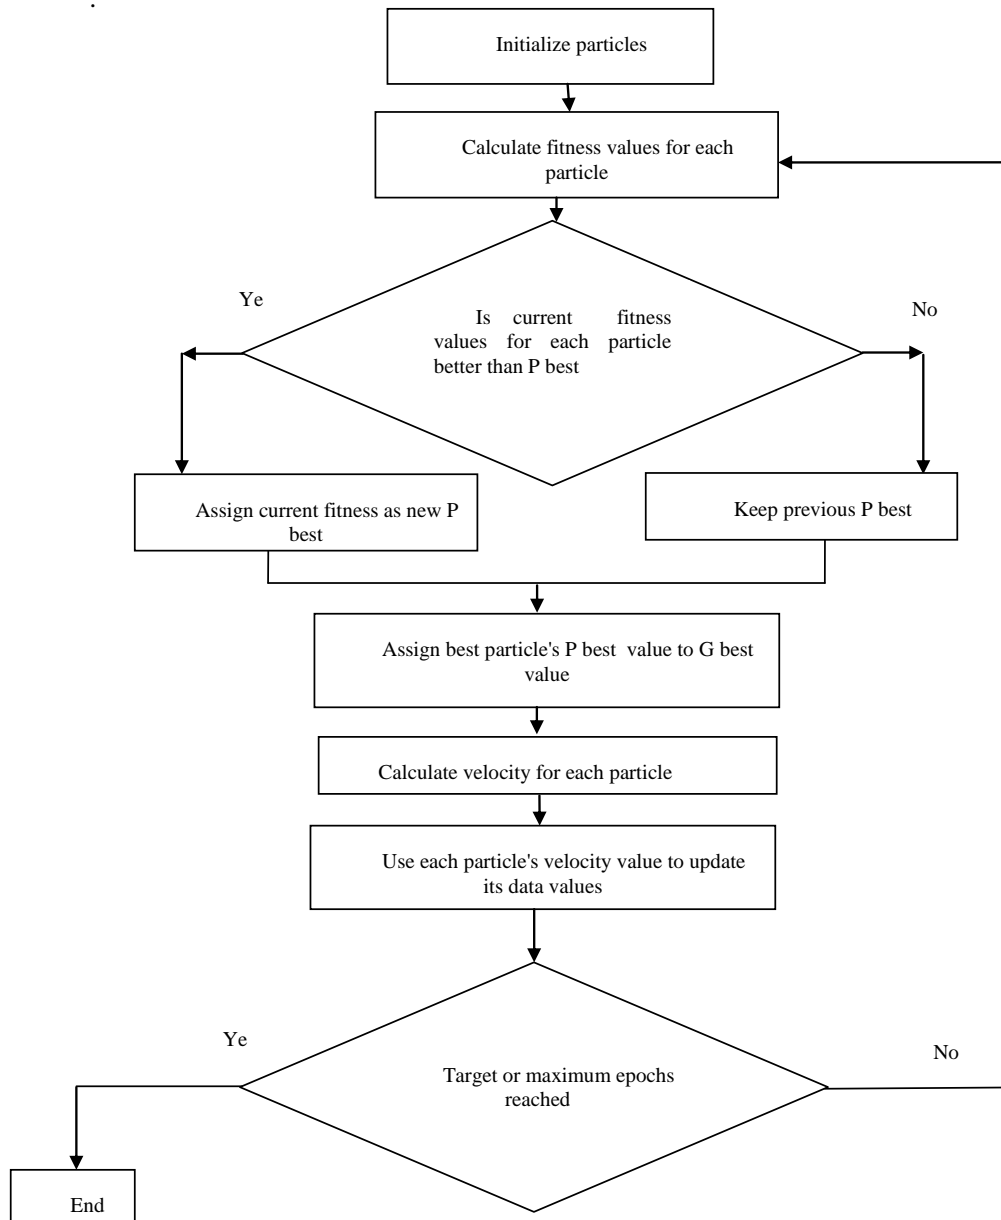 .
Initialize particles
Calculate fitness values for each
particle
Ye
No
Is current fitness
values for each particle
better than P best
Assign current fitness as new P
best
Keep previous P best
Assign best particle's P best value to G best
value
Calculate velocity for each particle
Use each particle's velocity value to update
its data values
Ye
No
Target or maximum epochs
reached
End